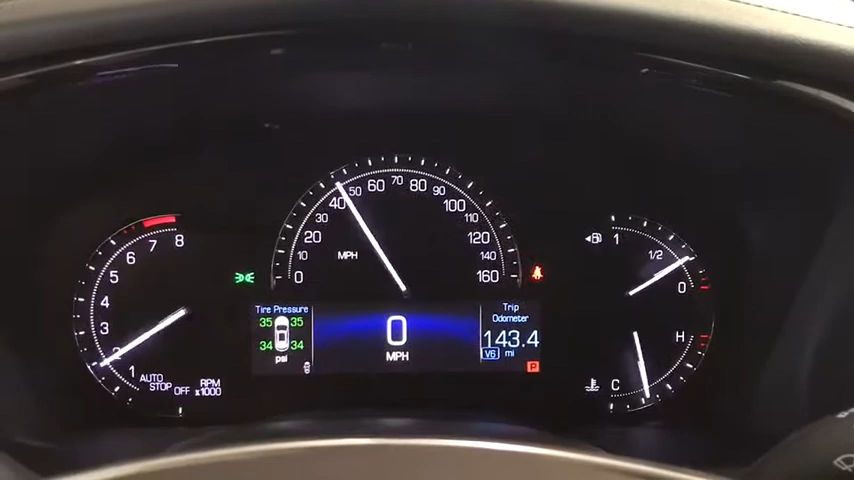 8
7
6
5
4
3
2
1
AUTO
STOP
OFF
RPM
x1000
0
10
20
30
40
50
60
70
80
90
100
110
120
140
160
MPH
Tire Pressure
35 35
34 34
psi
0
MPH
Trip
Odometer
143.4
V6 mi
P
1
1/2
0
H
C